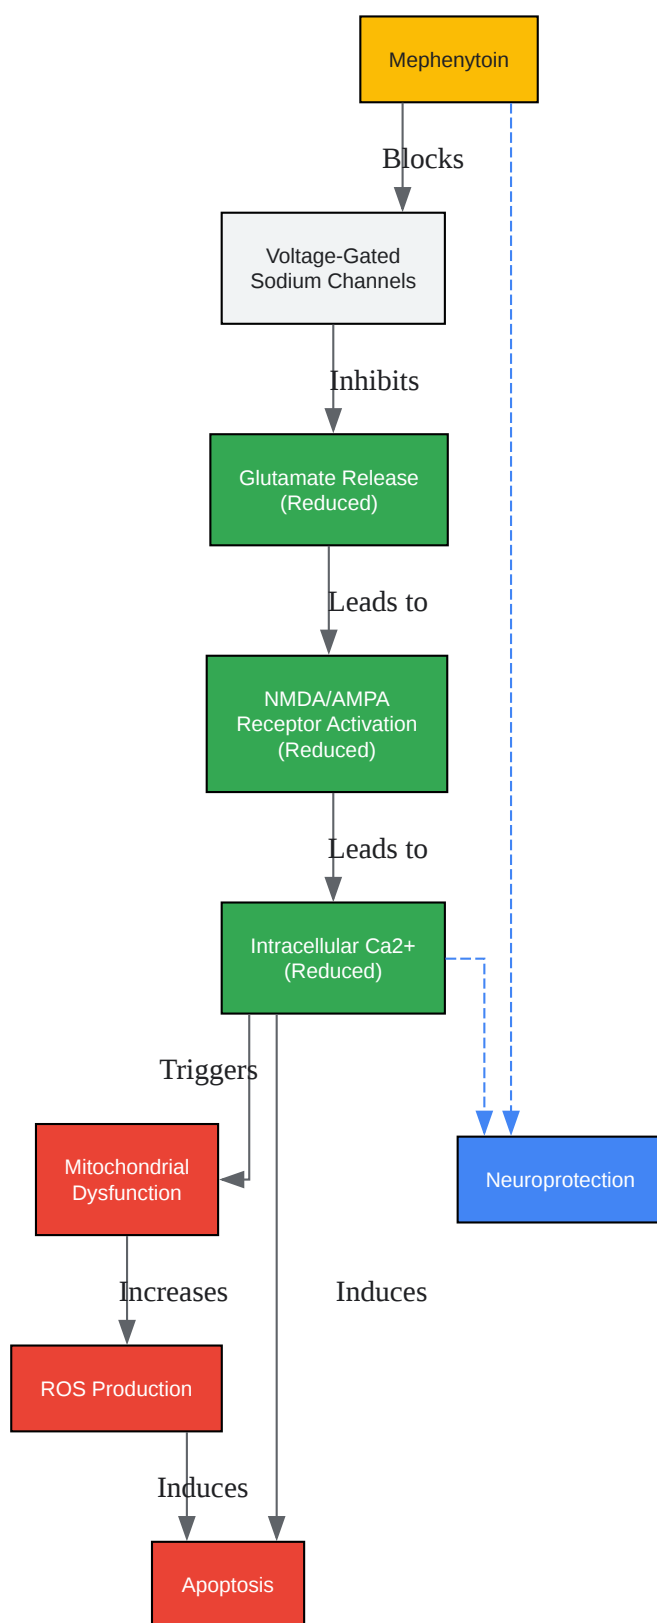 Mephenytoin
Blocks
Voltage-Gated
Sodium Channels
Inhibits
Glutamate Release
(Reduced)
Leads to
NMDA/AMPA
Receptor Activation
(Reduced)
Leads to
Intracellular Ca2+
(Reduced)
Triggers
Mitochondrial
Dysfunction
Neuroprotection
Increases
Induces
ROS Production
Induces
Apoptosis